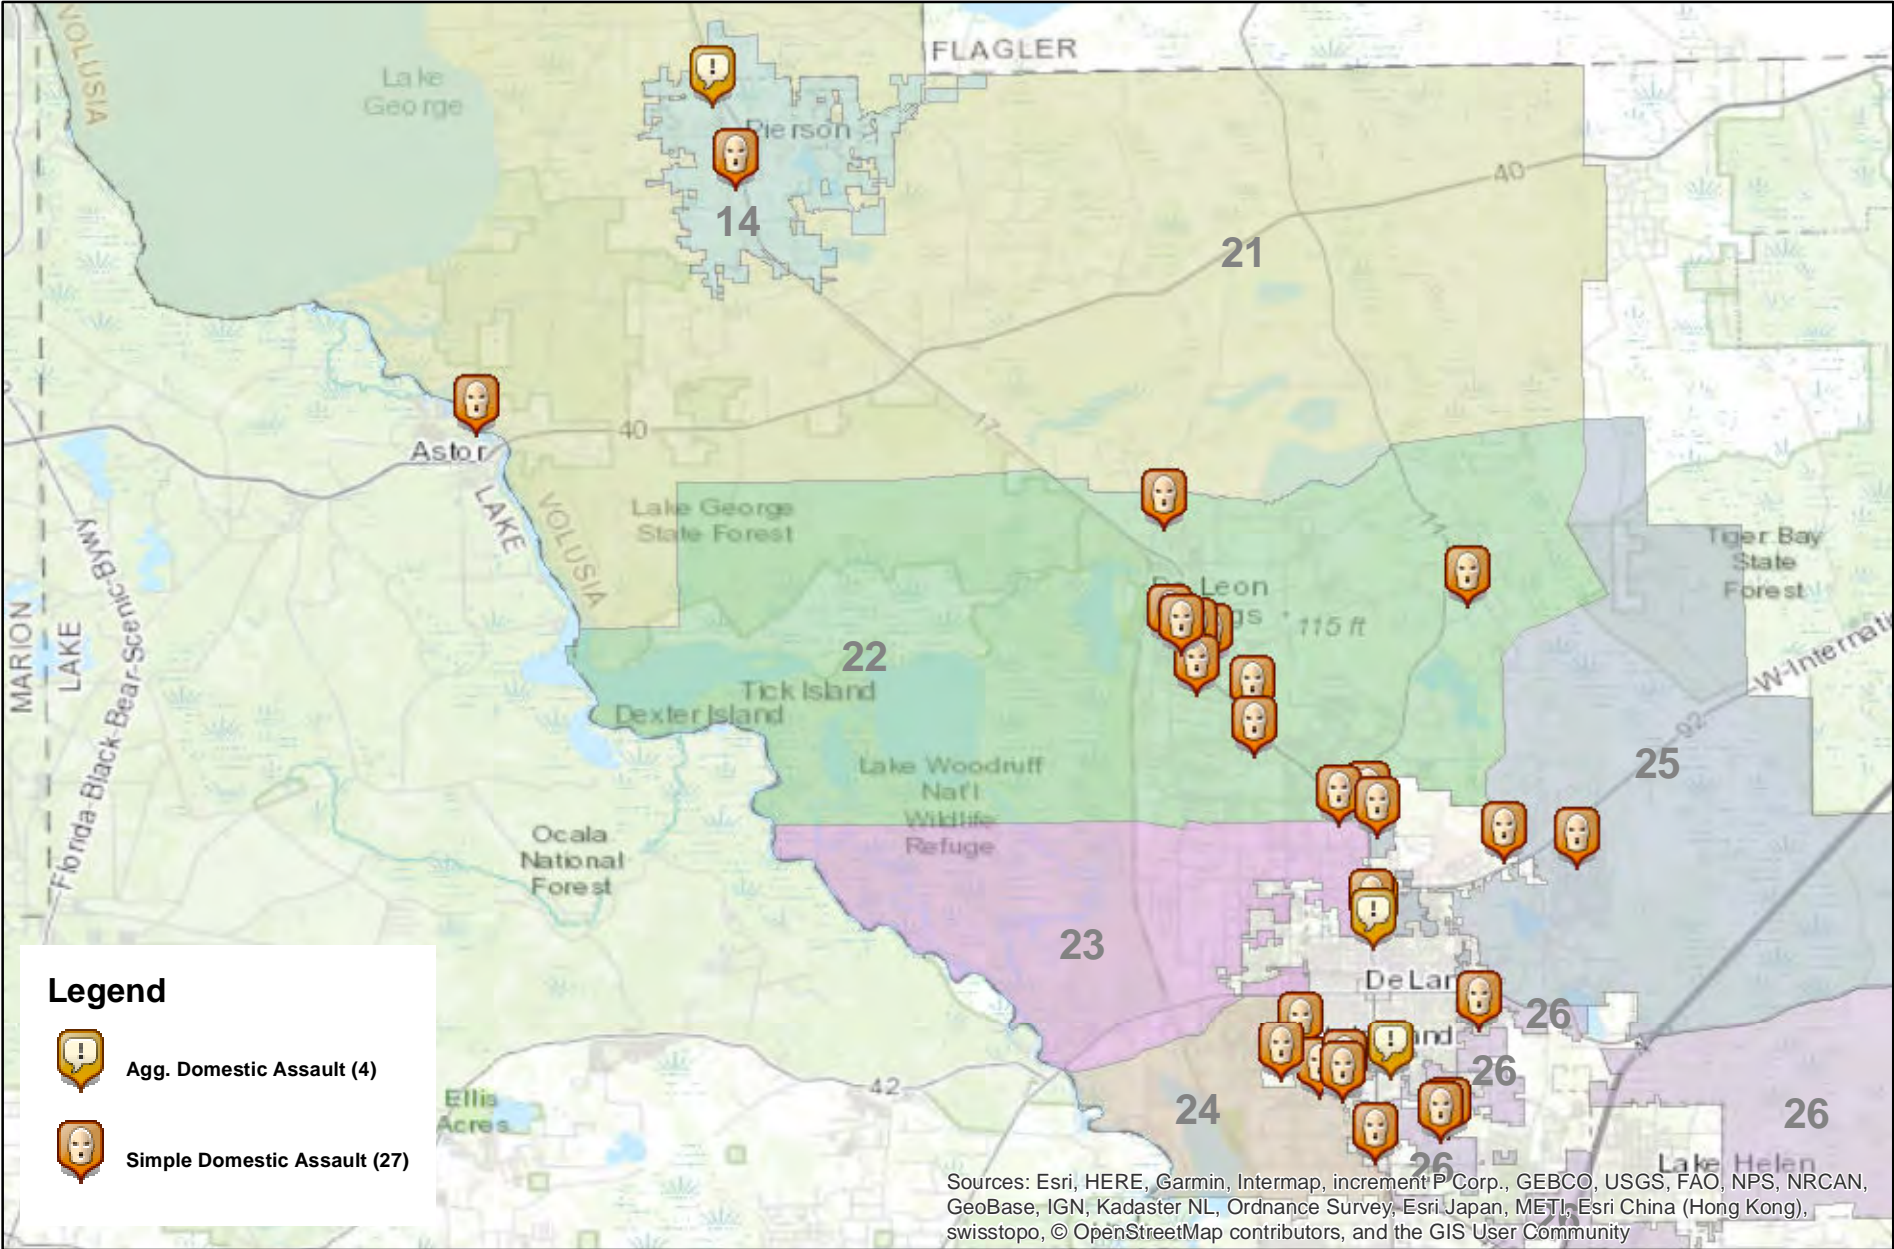 VOLUSIA
Lake
George
FLAGLER
Pierson
40
14
21
40
17
Astor
LAKE
VOLUSIA
Lake George
State Forest
11
Tiger Bay
State
Forest
Leon
gs
115 ft
MARION
LAKE
Florida-Black-Bear-Scenic-Bywy
22
Tick Island
Dexter Island
W-Internati
92
25
Lake Woodruff
Nat'l
Wildlife
Refuge
Ocala
National
Forest
23
DeLan
26
and
26
4
42
Ellis
Acres
24
26
26
Lake Helen
26
Legend
Agg. Domestic Assault (4)
Simple Domestic Assault (27)
Sources: Esri, HERE, Garmin, Intermap, increment P Corp., GEBCO, USGS, FAO, NPS, NRCAN,
GeoBase, IGN, Kadaster NL, Ordnance Survey, Esri Japan, METI, Esri China (Hong Kong),
swisstopo, © OpenStreetMap contributors, and the GIS User Community